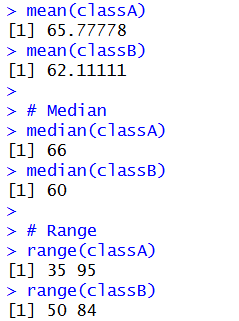 > mean(classA)
[1] 65.77778
> mean(classB)
[1] 62.11111
>
> # Median
> median(classA)
[1] 66
> median(classB)
[1] 60
>
> # Range
> range(classA)
[1] 35 95
> range(classB)
[1] 50 84